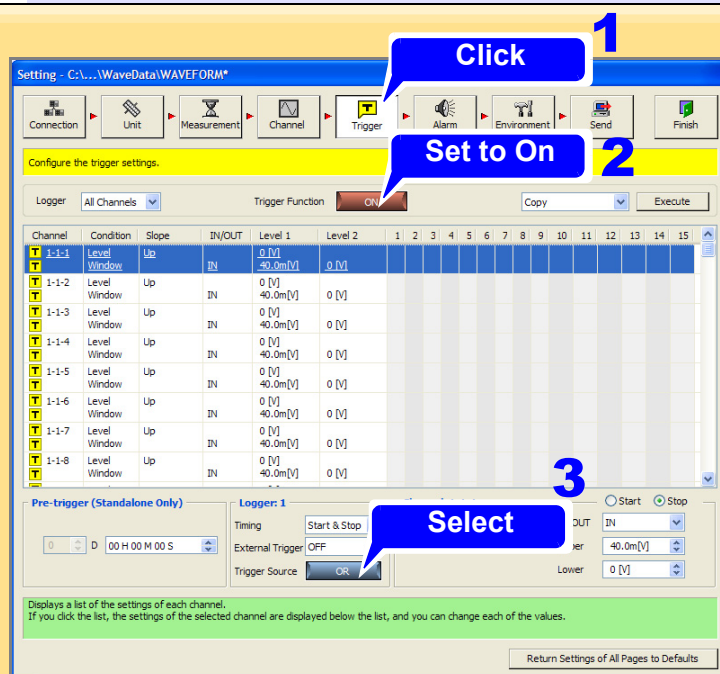 1
Click
Setting - C:\...\WaveData\WAVEFORM*
Connection Unit Measurement Channel Trigger Alarm Environment Send Finish
Set to On
2
Configure the trigger settings.
Logger All Channels Trigger Function ON Copy Execute
Channel Condition Slope IN/OUT Level 1 Level 2 1 2 3 4 5 6 7 8 9 10 11 12 13 14 15
T 1-1-1 Level Up 0 [V]
T Window IN 40.0m[V] 0 [V]
T 1-1-2 Level Up 0 [V]
T Window IN 40.0m[V] 0 [V]
T 1-1-3 Level Up 0 [V]
T Window IN 40.0m[V] 0 [V]
T 1-1-4 Level Up 0 [V]
T Window IN 40.0m[V] 0 [V]
T 1-1-5 Level Up 0 [V]
T Window IN 40.0m[V] 0 [V]
T 1-1-6 Level Up 0 [V]
T Window IN 40.0m[V] 0 [V]
T 1-1-7 Level Up 0 [V]
T Window IN 40.0m[V] 0 [V]
T 1-1-8 Level Up 0 [V]
T Window IN 40.0m[V] 0 [V]
3
Pre-trigger (Standalone Only) Logger: 1 Start Stop
Select
Timing Start & Stop OUT IN
0 D 00 H 00 M 00 S External Trigger OFF er 40.0m[V]
Trigger Source OR Lower 0 [V]
Displays a list of the settings of each channel.
If you click the list, the settings of the selected channel are displayed below the list, and you can change each of the values.
Return Settings of All Pages to Defaults